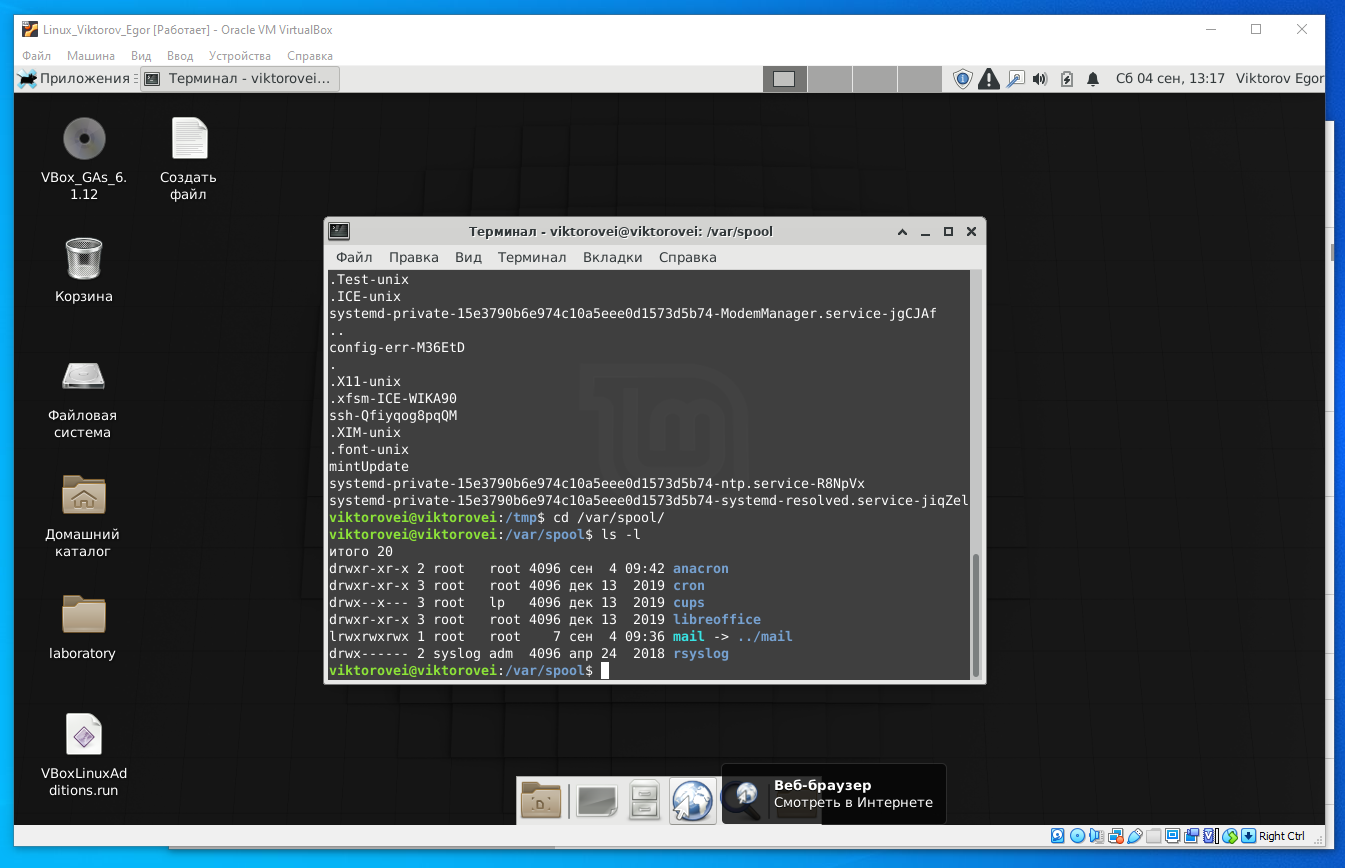 Linux_Viktorov_Egor [Работает] - Oracle VM VirtualBox
Файл Машина Вид Ввод Устройства Справка
Приложения Терминал - viktorovei... Сб 04 сен, 13:17 Viktorov Egor
VBox_GAs_6.
1.12
Создать
файл
Корзина
Файловая
система
Домашний
каталог
laboratory
VBoxLinuxAd
ditions.run
Терминал - viktorovei@viktorovei: /var/spool
Файл Правка Вид Терминал Вкладки Справка
.Test-unix
.ICE-unix
systemd-private-15e3790b6e974c10a5eee0d1573d5b74-ModemManager.service-jgCJAf
..
config-err-M36EtD
.
.X11-unix
.xfsm-ICE-WIKA90
ssh-Qfiyqog8pqQM
.XIM-unix
.font-unix
mintUpdate
systemd-private-15e3790b6e974c10a5eee0d1573d5b74-ntp.service-R8NpVx
systemd-private-15e3790b6e974c10a5eee0d1573d5b74-systemd-resolved.service-jiqZel
viktorovei@viktorovei:/tmp$ cd /var/spool/
viktorovei@viktorovei:/var/spool$ ls -l
итого 20
drwxr-xr-x 2 root   root 4096 сен  4 09:42 anacron
drwxr-xr-x 3 root   root 4096 дек 13  2019 cron
drwx--x--- 3 root   lp   4096 дек 13  2019 cups
drwxr-xr-x 3 root   root 4096 дек 13  2019 libreoffice
lrwxrwxrwx 1 root   root    7 сен  4 09:36 mail -> ../mail
drwx------ 2 syslog adm  4096 апр 24  2018 rsyslog
viktorovei@viktorovei:/var/spool$
Веб-браузер
Смотреть в Интернете
Right Ctrl